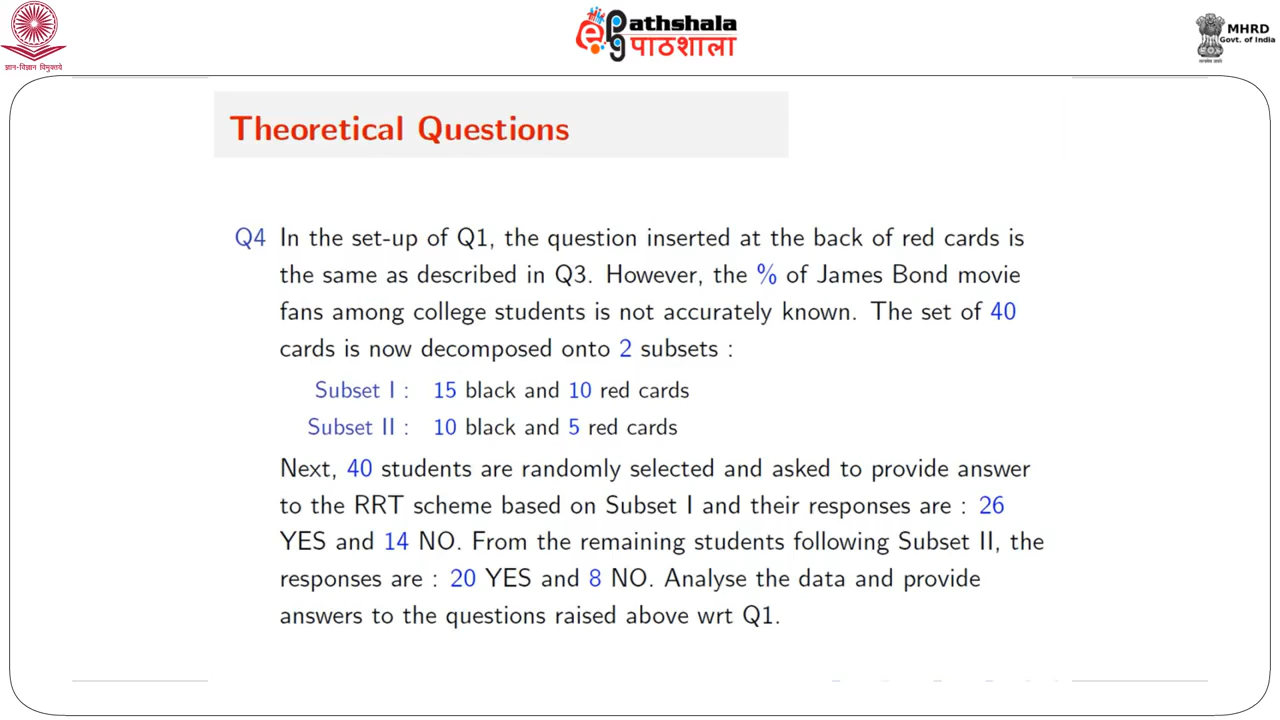 ज्ञान-विज्ञान विमुक्तये
ePathshala
pg पाठशाला
MHRD
Govt. of India
Theoretical Questions
Q4 In the set-up of Q1, the question inserted at the back of red cards is
the same as described in Q3. However, the % of James Bond movie
fans among college students is not accurately known. The set of 40
cards is now decomposed onto 2 subsets :
Subset I : 15 black and 10 red cards
Subset II : 10 black and 5 red cards
Next, 40 students are randomly selected and asked to provide answer
to the RRT scheme based on Subset I and their responses are : 26
YES and 14 NO. From the remaining students following Subset II, the
responses are : 20 YES and 8 NO. Analyse the data and provide
answers to the questions raised above wrt Q1.